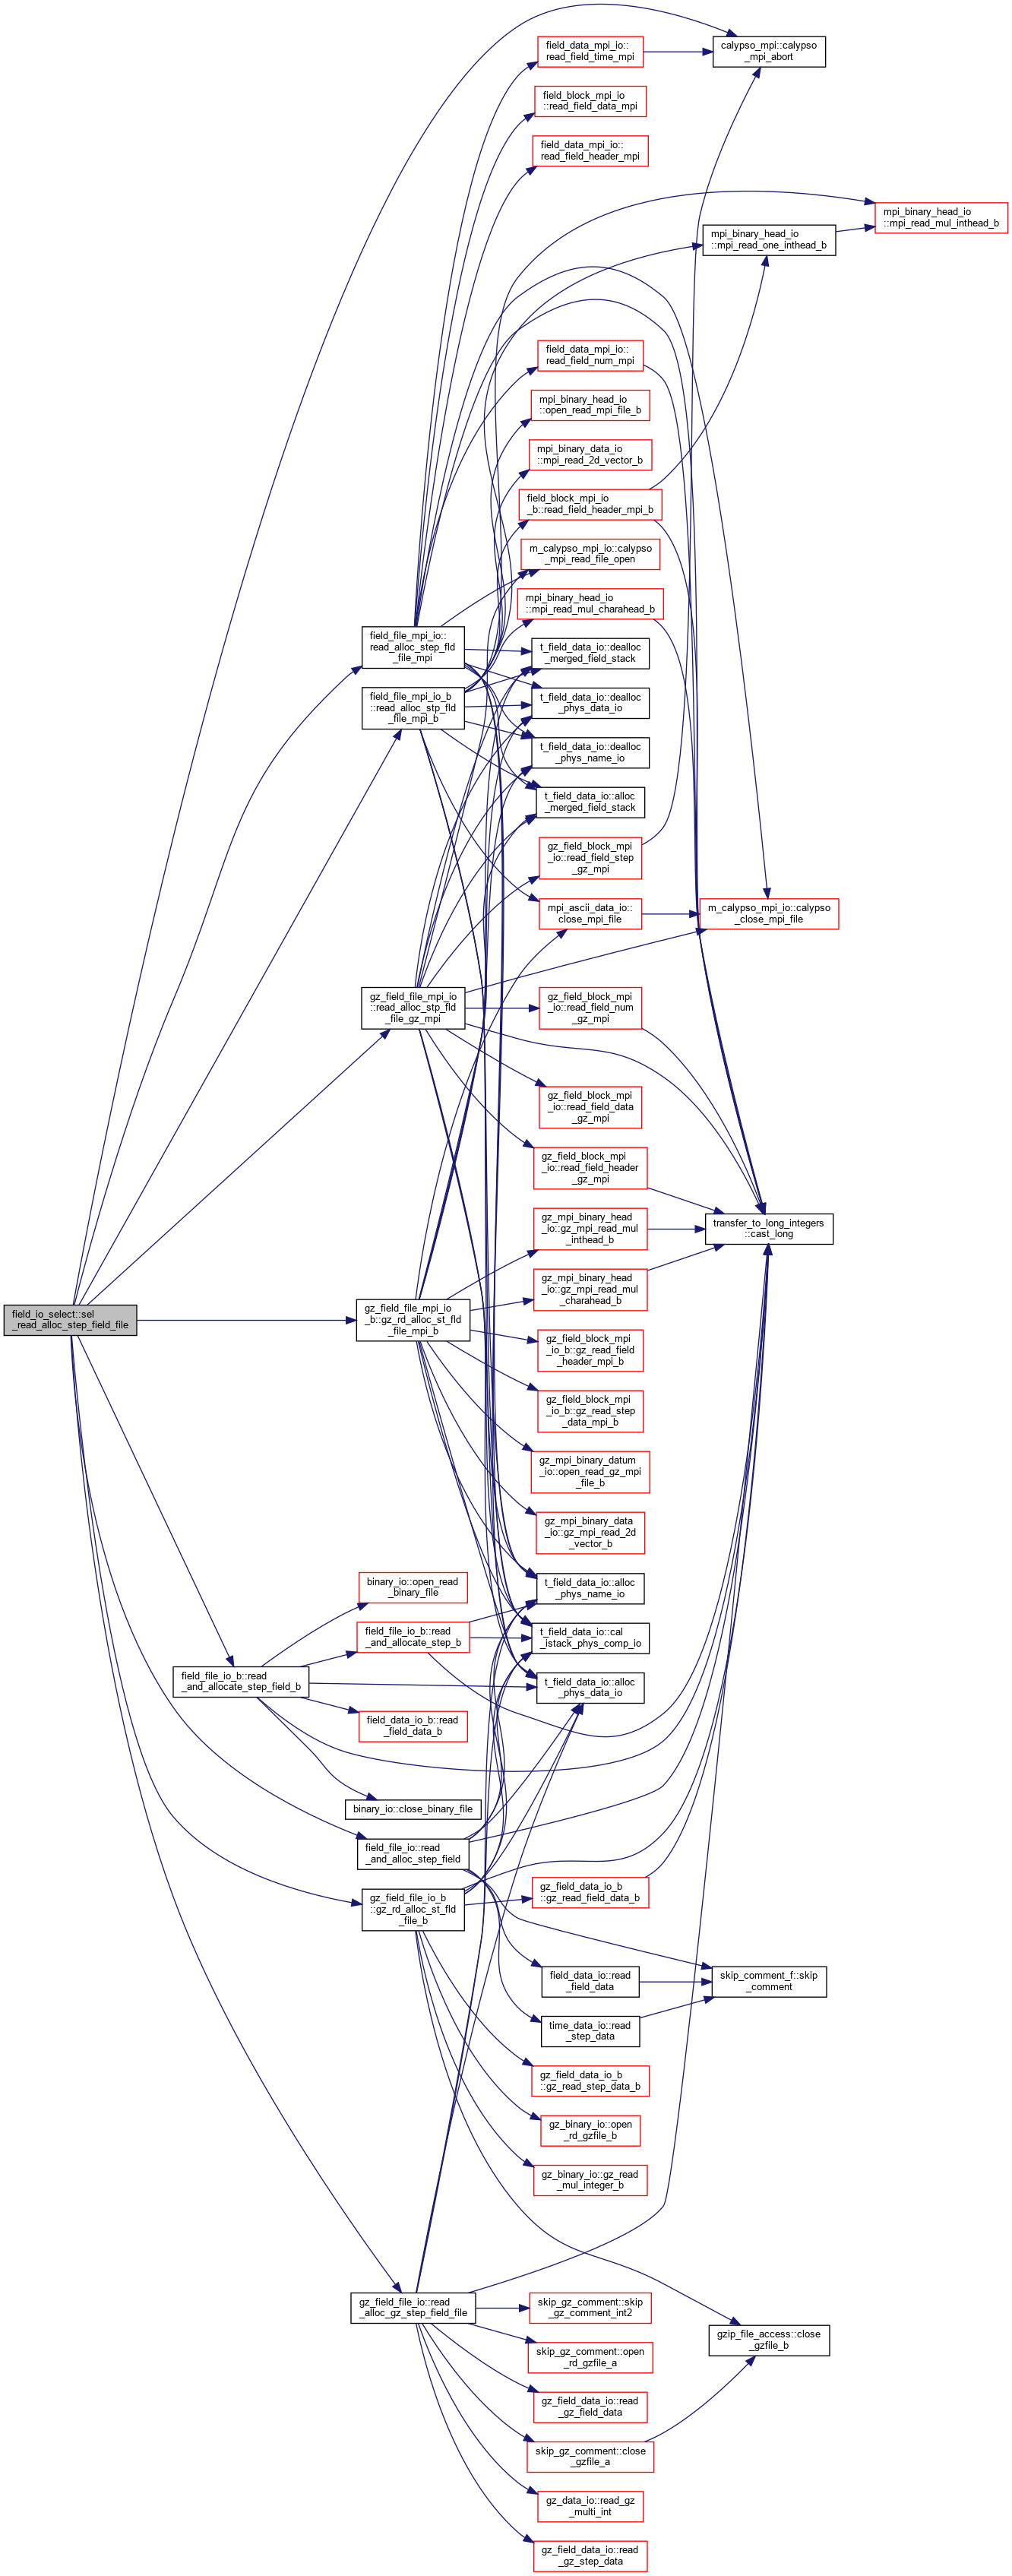 calypso_mpi::calypso
_mpi_abort
field_data_mpi_io::
read_field_time_mpi
field_block_mpi_io
::read_field_data_mpi
field_data_mpi_io::
read_field_header_mpi
mpi_binary_head_io
::mpi_read_mul_inthead_b
mpi_binary_head_io
::mpi_read_one_inthead_b
field_data_mpi_io::
read_field_num_mpi
mpi_binary_head_io
::open_read_mpi_file_b
mpi_binary_data_io
::mpi_read_2d_vector_b
field_block_mpi_io
_b::read_field_header_mpi_b
m_calypso_mpi_io::calypso
_mpi_read_file_open
mpi_binary_head_io
::mpi_read_mul_charahead_b
field_file_mpi_io::
read_alloc_step_fld
_file_mpi
t_field_data_io::dealloc
_merged_field_stack
field_file_mpi_io_b
::read_alloc_stp_fld
_file_mpi_b
t_field_data_io::dealloc
_phys_data_io
t_field_data_io::dealloc
_phys_name_io
t_field_data_io::alloc
_merged_field_stack
gz_field_block_mpi
_io::read_field_step
_gz_mpi
mpi_ascii_data_io::
close_mpi_file
m_calypso_mpi_io::calypso
_close_mpi_file
gz_field_file_mpi_io
::read_alloc_stp_fld
_file_gz_mpi
gz_field_block_mpi
_io::read_field_num
_gz_mpi
gz_field_block_mpi
_io::read_field_data
_gz_mpi
gz_field_block_mpi
_io::read_field_header
_gz_mpi
gz_mpi_binary_head
_io::gz_mpi_read_mul
_inthead_b
transfer_to_long_integers
::cast_long
gz_mpi_binary_head
_io::gz_mpi_read_mul
_charahead_b
field_io_select::sel
_read_alloc_step_field_file
gz_field_file_mpi_io
_b::gz_rd_alloc_st_fld
_file_mpi_b
gz_field_block_mpi
_io_b::gz_read_field
_header_mpi_b
gz_field_block_mpi
_io_b::gz_read_step
_data_mpi_b
gz_mpi_binary_datum
_io::open_read_gz_mpi
_file_b
gz_mpi_binary_data
_io::gz_mpi_read_2d
_vector_b
binary_io::open_read
_binary_file
t_field_data_io::alloc
_phys_name_io
field_file_io_b::read
_and_allocate_step_b
t_field_data_io::cal
_istack_phys_comp_io
field_file_io_b::read
_and_allocate_step_field_b
t_field_data_io::alloc
_phys_data_io
field_data_io_b::read
_field_data_b
binary_io::close_binary_file
field_file_io::read
_and_alloc_step_field
gz_field_file_io_b
::gz_rd_alloc_st_fld
_file_b
gz_field_data_io_b
::gz_read_field_data_b
field_data_io::read
_field_data
skip_comment_f::skip
_comment
time_data_io::read
_step_data
gz_field_data_io_b
::gz_read_step_data_b
gz_binary_io::open
_rd_gzfile_b
gz_binary_io::gz_read
_mul_integer_b
gz_field_file_io::read
_alloc_gz_step_field_file
skip_gz_comment::skip
_gz_comment_int2
gzip_file_access::close
_gzfile_b
skip_gz_comment::open
_rd_gzfile_a
gz_field_data_io::read
_gz_field_data
skip_gz_comment::close
_gzfile_a
gz_data_io::read_gz
_multi_int
gz_field_data_io::read
_gz_step_data